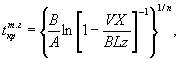 t_{кр}^{т.г} = \left\{ \frac{B}{A} \ln \left[ 1 - \frac{VX}{BLz} \right]^{-1} \right\}^{1/n},